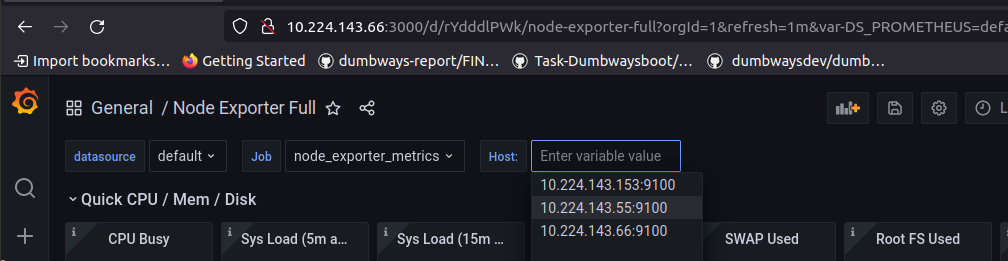 10.224.143.66:3000/d/rYdddlPWk/node-exporter-full?orgId=1&refresh=1m&var-DS_PROMETHEUS=defa
Import bookmarks… Getting Started dumbways-report/FIN… Task-Dumbwaysboot/… dumbwaysdev/dumb…
General / Node Exporter Full
datasource default Job node_exporter_metrics Host: Enter variable value
10.224.143.153:9100
10.224.143.55:9100
10.224.143.66:9100
Quick CPU / Mem / Disk
CPU Busy Sys Load (5m a… Sys Load (15m … SWAP Used Root FS Used